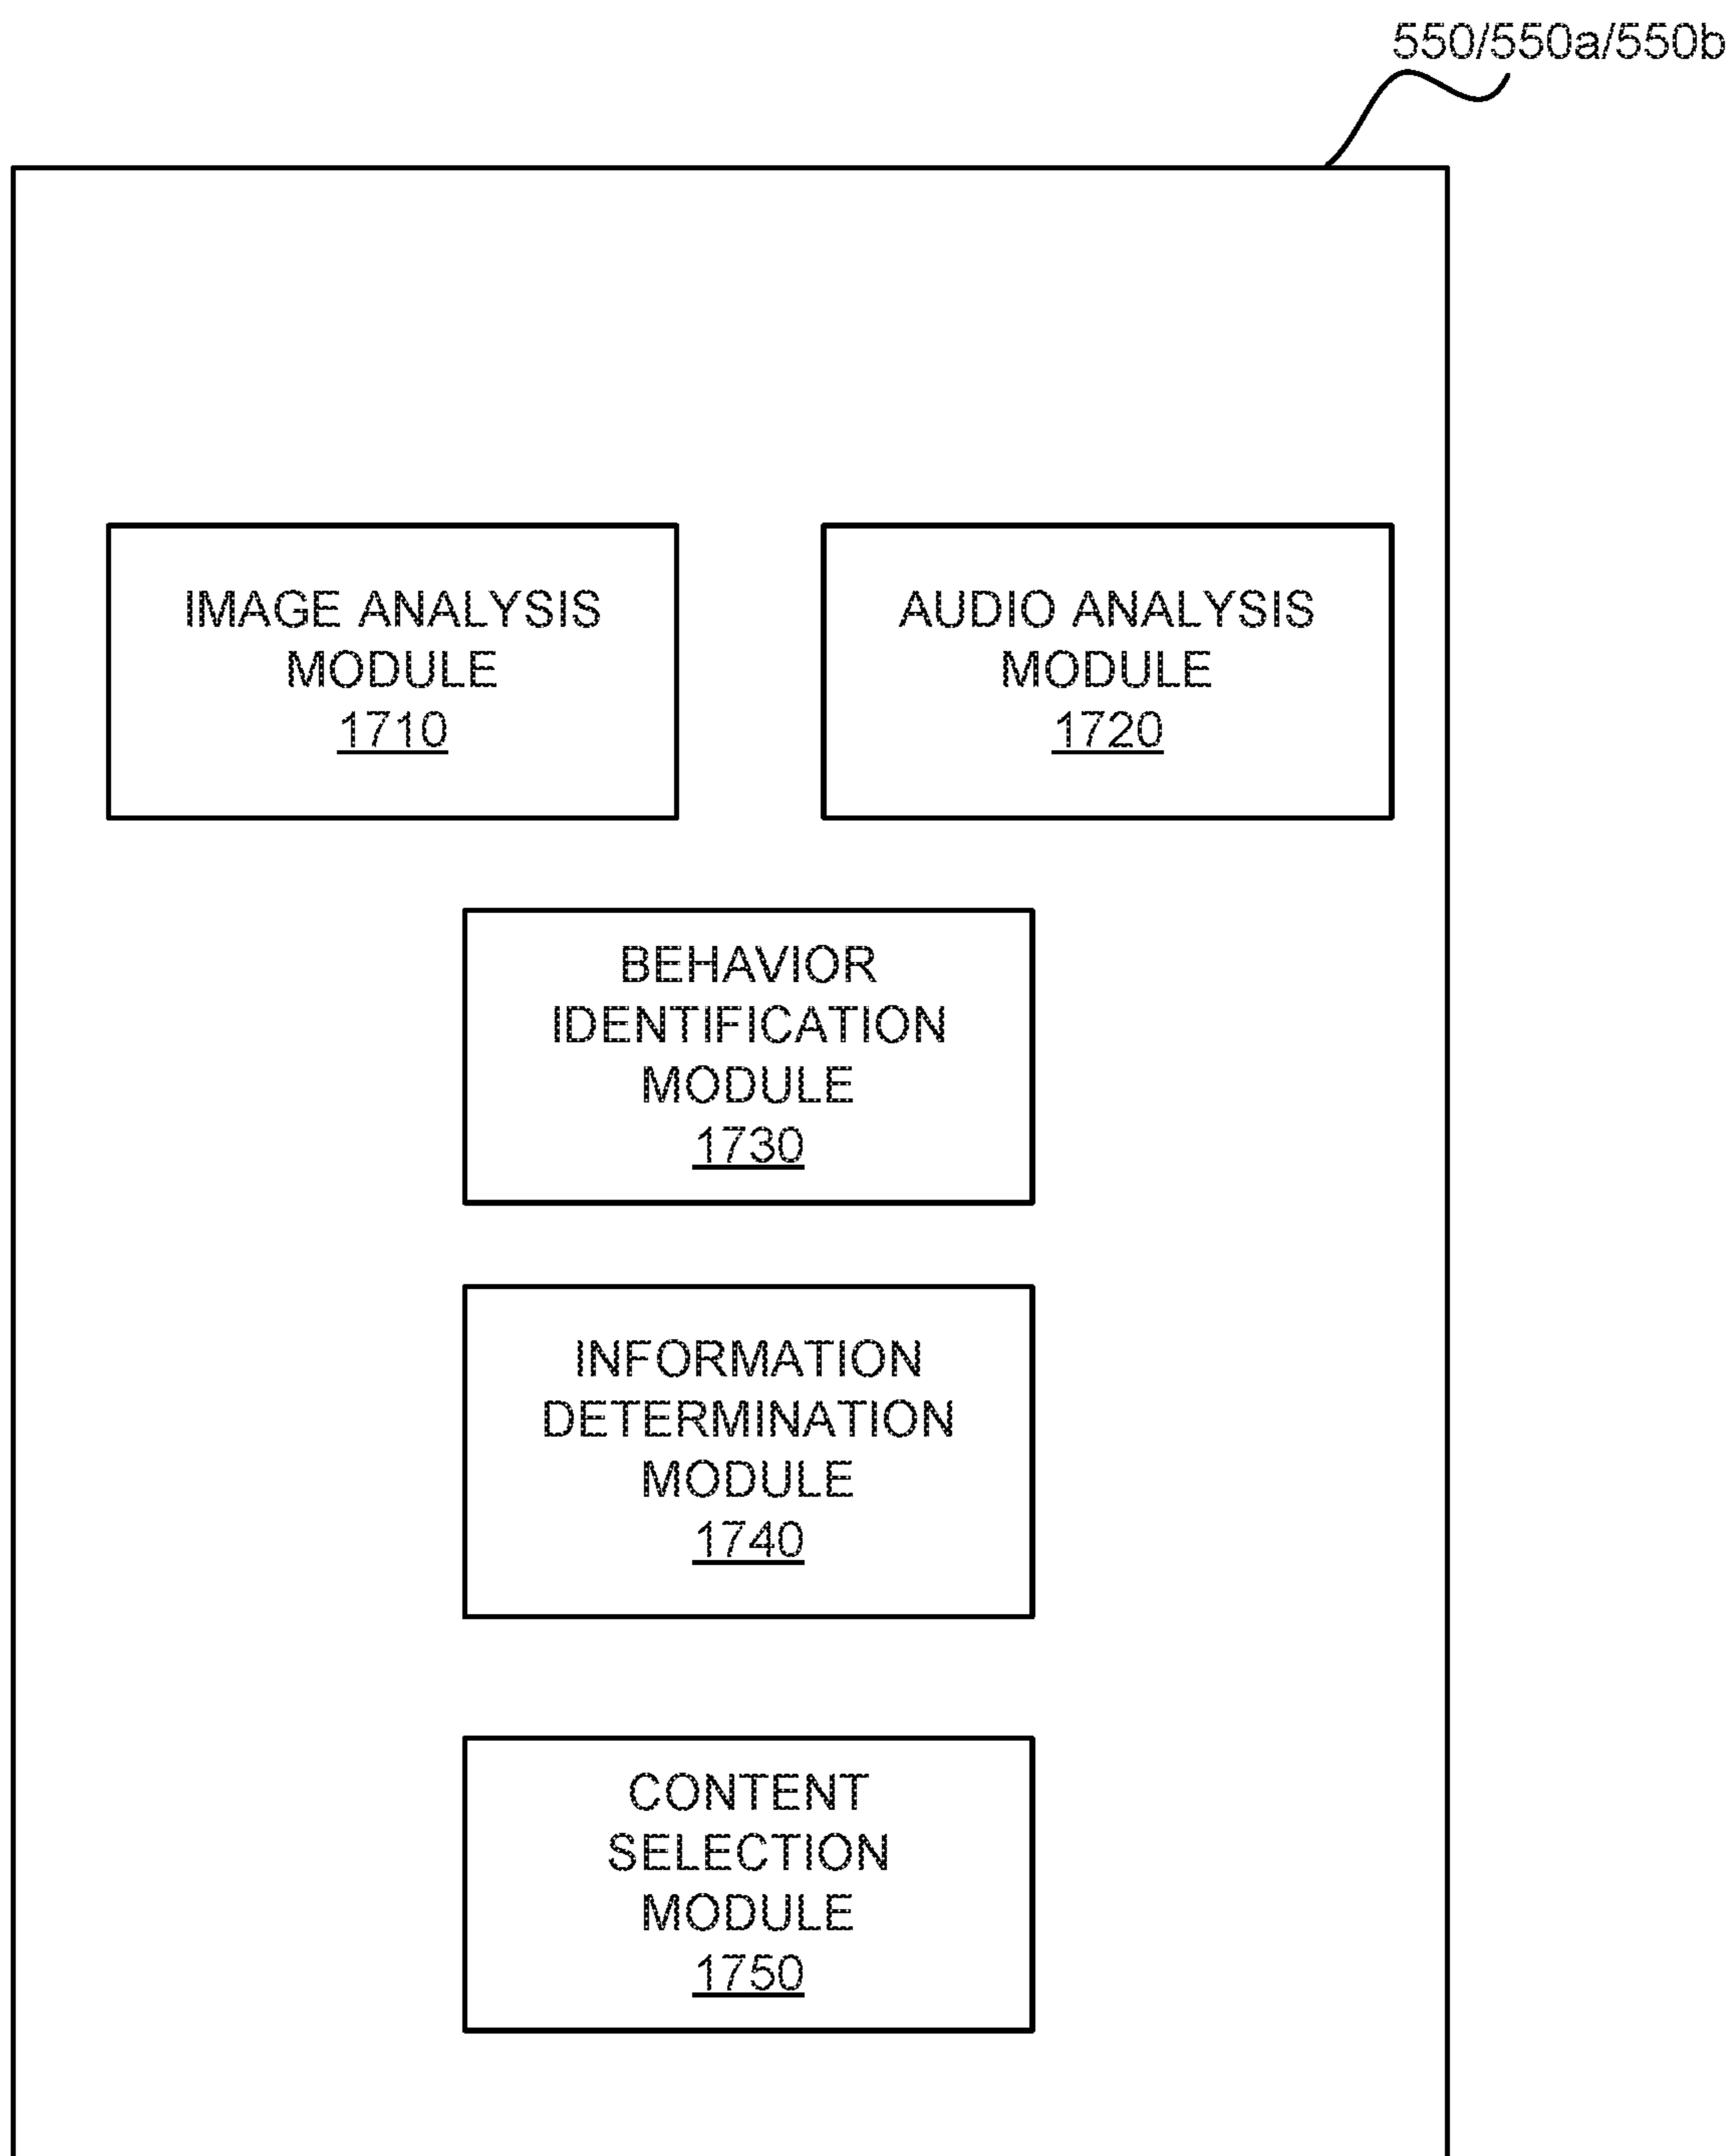 550/550a/550b
IMAGE ANALYSIS
MODULE
1710
AUDIO ANALYSIS
MODULE
1720
BEHAVIOR
IDENTIFICATION
MODULE
1730
INFORMATION
DETERMINATION
MODULE
1740
CONTENT
SELECTION
MODULE
1750